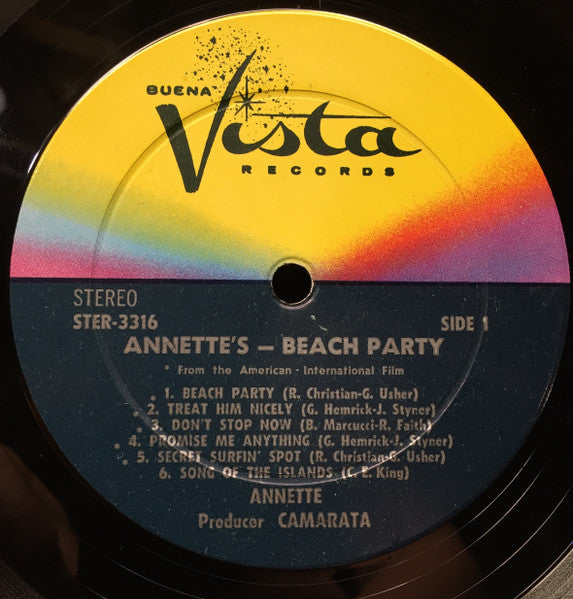 BUENA
Vista
RECORDS
STEREO
STER-3316 SIDE 1
ANNETTE'S — BEACH PARTY
* From the American - International Film
* 1. BEACH PARTY (R. Christian-G. Usher)
* 2. TREAT HIM NICELY (G. Hemrick-J. Styner)
* 3. DON'T STOP NOW (B. Marcucci-R. Faith)
* 4. PROMISE ME ANYTHING (G. Hemrick-J. Styner)
* 5. SECRET SURFIN' SPOT (R. Christian-G. Usher)
6. SONG OF THE ISLANDS (C. E. King)
ANNETTE
Producer CAMARATA